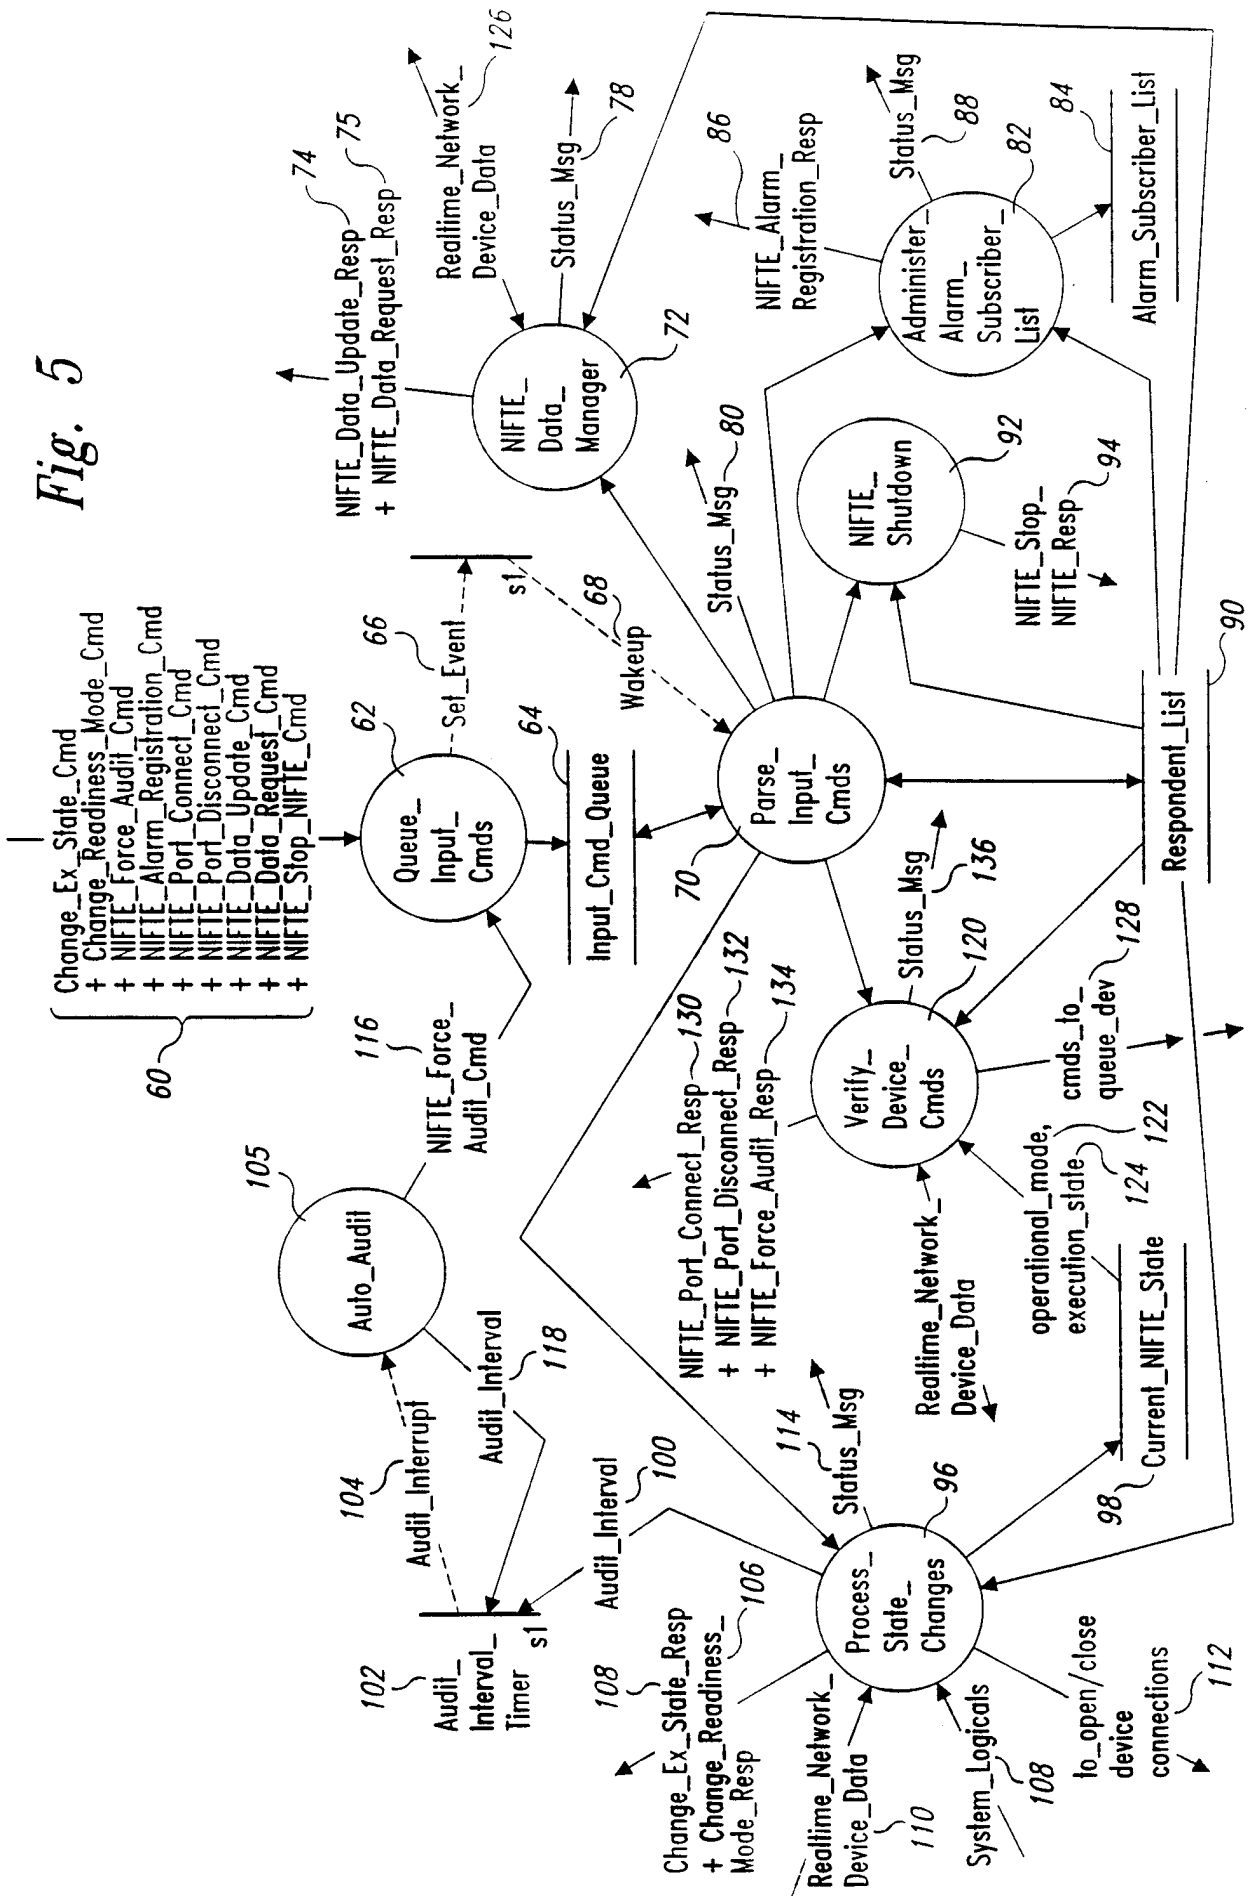 Fig. 5
Change_Ex_State_Cmd
+ Change_Readiness_Mode_Cmd
+ NIFTE_Force_Audit_Cmd
+ NIFTE_Alarm_Registration_Cmd
+ NIFTE_Port_Connect_Cmd
+ NIFTE_Port_Disconnect_Cmd
+ NIFTE_Data_Update_Cmd
+ NIFTE_Data_Request_Cmd
+ NIFTE_Stop_NIFTE_Cmd
60
102
Audit_
Interval_
Timer
s1
104
Audit_Interrupt
105
Auto_Audit
Audit_Interval
118
116
NIFTE_Force_
Audit_Cmd
62
Queue_
Input_
Cmds
66
Set_Event
s1
68
Wakeup
64
Input_Cmd_Queue
74
75
NIFTE_Data_Update_Resp
+ NIFTE_Data_Request_Resp
126
Realtime_Network_
Device_Data
Status_Msg
78
NIFTE_
Data_
Manager
72
Audit_Interval
100
108
Change_Ex_State_Resp
+ Change_Readiness_
Mode_Resp
106
Realtime_Network_
Device_Data
110
System_Logicals
108
Process_
State_
Changes
96
114
Status_Msg
to_open/close
device
connections
112
NIFTE_Port_Connect_Resp
130
+ NIFTE_Port_Disconnect_Resp
132
+ NIFTE_Force_Audit_Resp
134
70
Parse_
Input_
Cmds
Status_Msg
80
86
NIFTE_Alarm_
Registration_Resp
Status_Msg
88
Administer_
Alarm_
Subscriber_
List
82
84
Alarm_Subscriber_List
NIFTE_
Shutdown
92
NIFTE_Stop_
NIFTE_Resp
94
Verify_
Device_
Cmds
120
Status_Msg
136
Realtime_Network_
Device_Data
operational_mode,
122
execution_state
124
cmds_to_
queue_dev
128
98
Current_NIFTE_State
Respondent_List
90